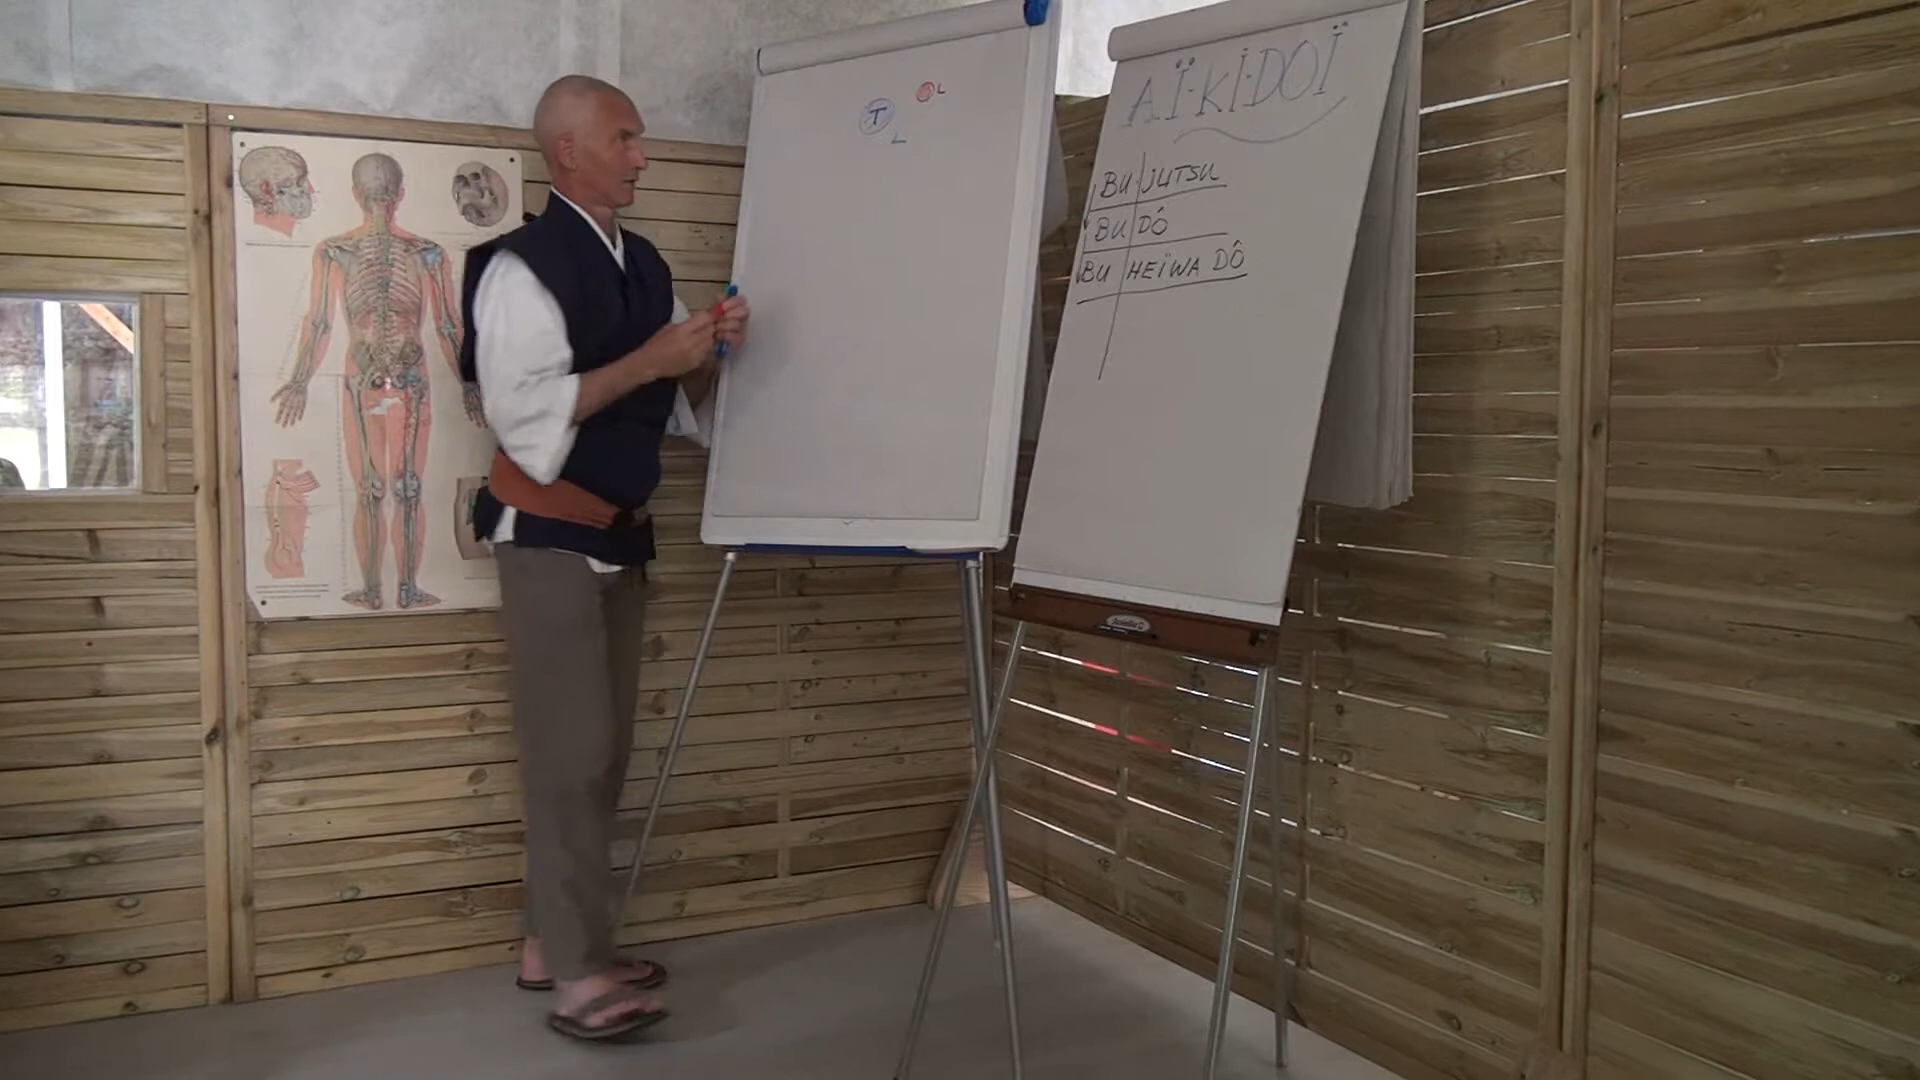 T
L
L
AÏ-KI-DOÏ
BU JUTSU
BU DÔ
BU HEÏWA DÔ